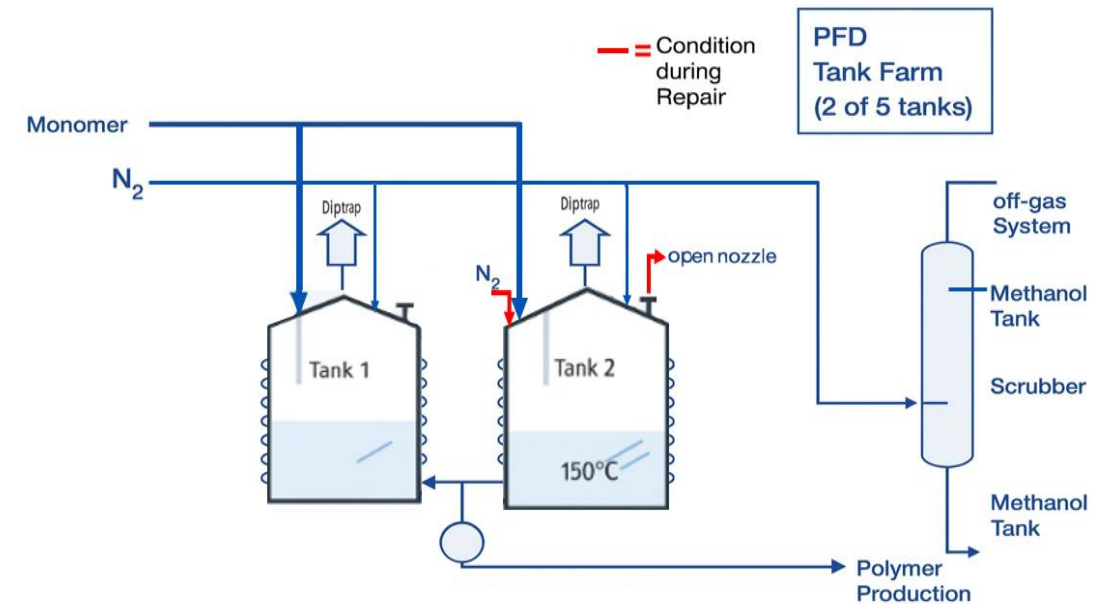 Condition
during
Repair
PFD
Tank Farm
(2 of 5 tanks)
Monomer
N2
Diptrap
Diptrap
off-gas
System
open nozzle
N2
Methanol
Tank
Tank 1
Tank 2
Scrubber
150°C
Methanol
Tank
Polymer
Production